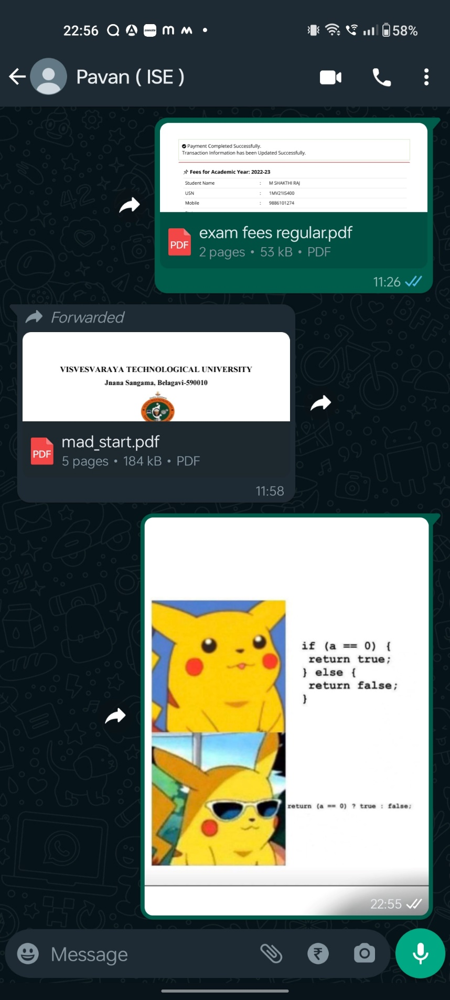 22:56 zomato 58%
Pavan ( ISE )
Payment Completed Successfully.
Transaction Information has been Updated Successfully.
Fees for Academic Year: 2022-23
Student Name : M SHAKTHI RAJ
USN : 1MV21IS400
Mobile : 9886101274
PDF
exam fees regular.pdf
2 pages • 53 kB • PDF
11:26
Forwarded
VISVESVARAYA TECHNOLOGICAL UNIVERSITY
Jnana Sangama, Belagavi-590010
PDF
mad_start.pdf
5 pages • 184 kB • PDF
11:58
if (a == 0) {
return true;
} else {
return false;
}
return (a == 0) ? true : false;
22:55
Message